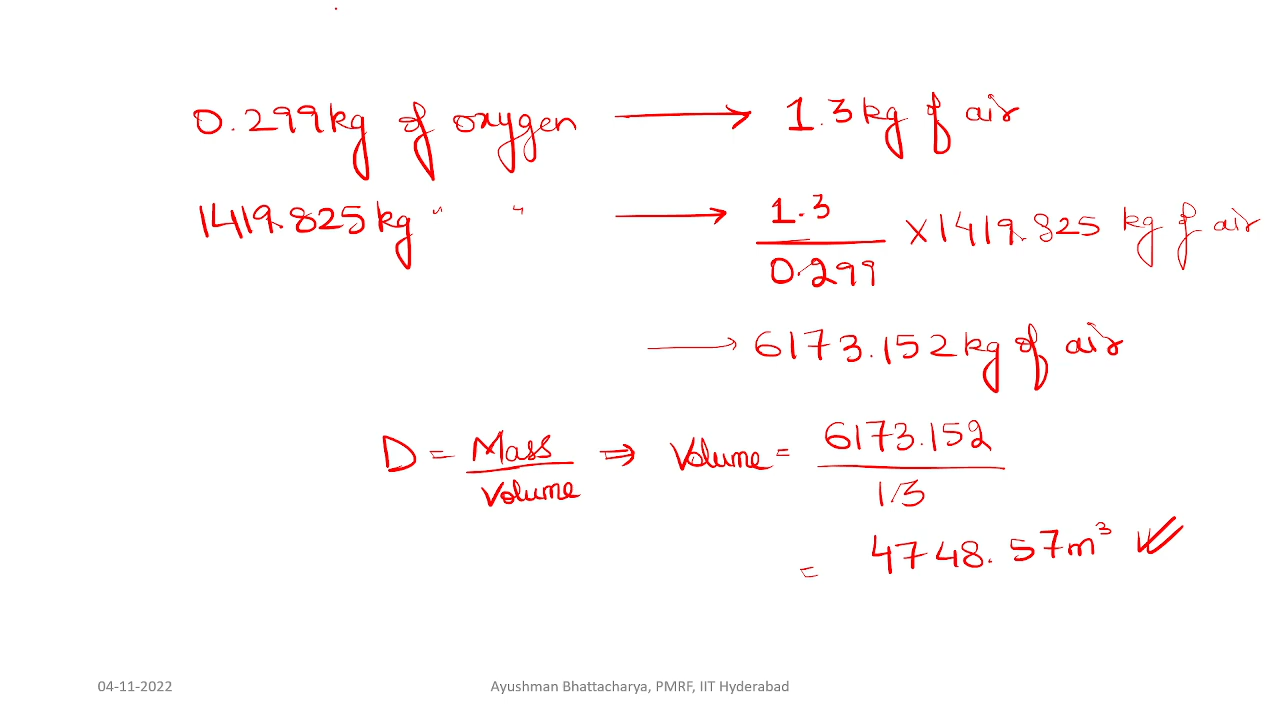 0.299kg of oxygen ⟶ 1.3kg of air
1419.825kg " " ⟶ 1.3/0.299 ×1419.825 kg of air
⟶ 6173.152kg of air
D = Mass/Volume ⇒ Volume = 6173.152/1.3
= 4748.57m³ ✓
04-11-2022 Ayushman Bhattacharya, PMRF, IIT Hyderabad